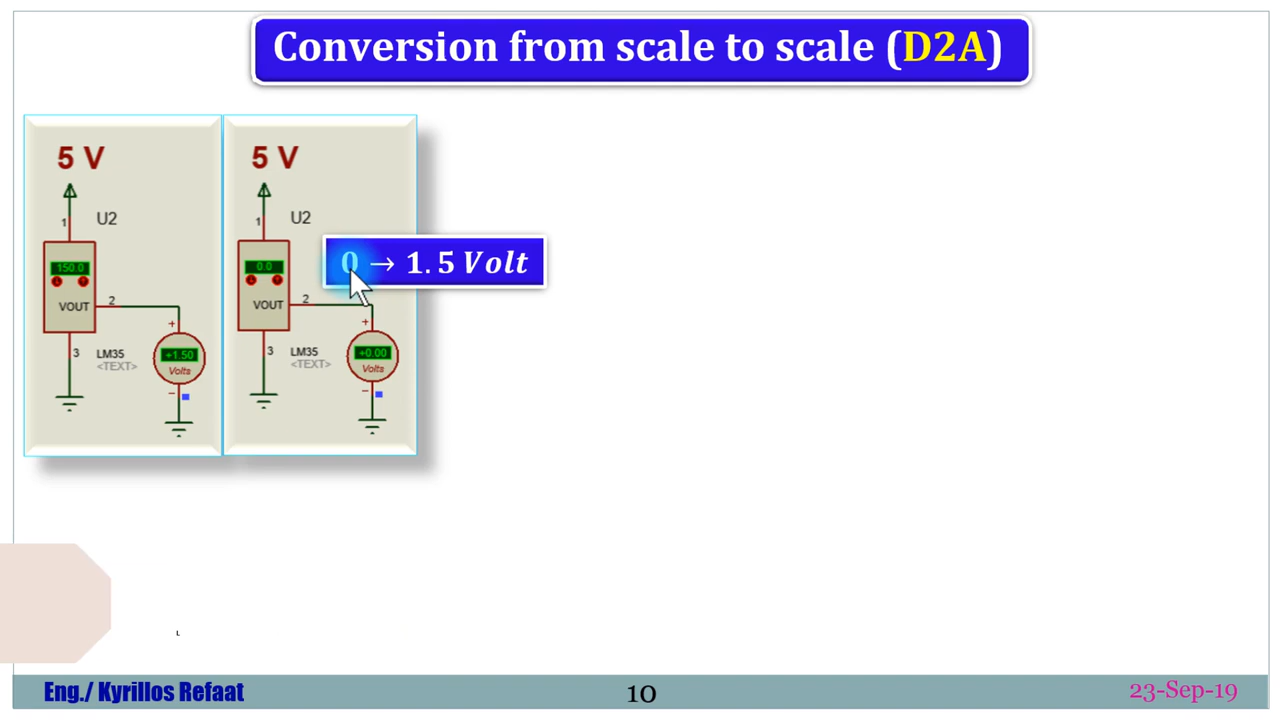 Conversion from scale to scale (D2A)
5 V
1
U2
150.0
VOUT
2
3
LM35
<TEXT>
+
+1.50
Volts
−
5 V
1
U2
0.0
VOUT
2
3
LM35
<TEXT>
+
+0.00
Volts
−
0 → 1.5 Volt
L
Eng./ Kyrillos Refaat
10
23-Sep-19